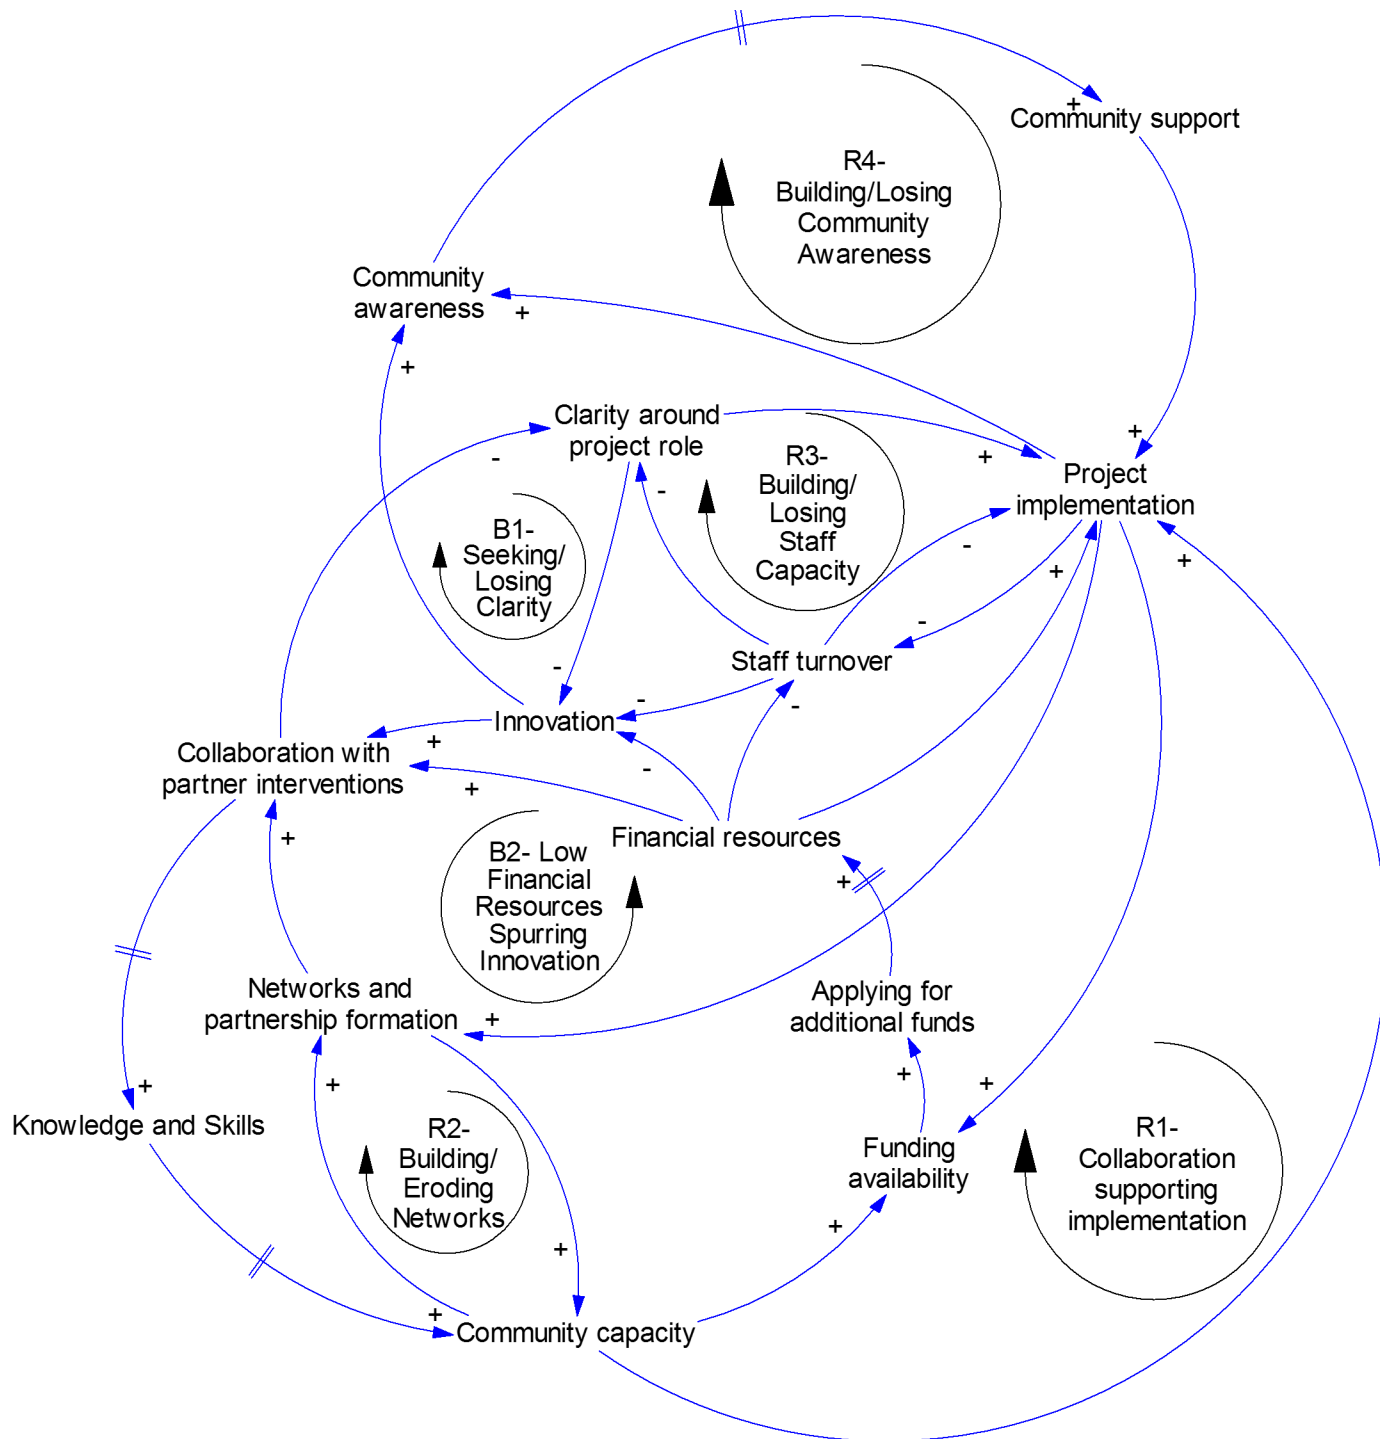 +
Community support
R4-
Building/Losing
Community
Awareness
Community
awareness
+
+
Clarity around
project role
+
-
+
Project
implementation
R3-
Building/
Losing
Staff
Capacity
-
-
+
-
+
B1-
Seeking/
Losing
Clarity
Staff turnover
-
-
-
Innovation
+
-
Collaboration with
partner interventions
+
Financial resources
+
B2- Low
Financial
Resources
Spurring
Innovation
+
Networks and
partnership formation
+
Applying for
additional funds
+
+
+
+
Knowledge and Skills
R2-
Building/
Eroding
Networks
Funding
availability
R1-
Collaboration
supporting
implementation
+
+
+
Community capacity